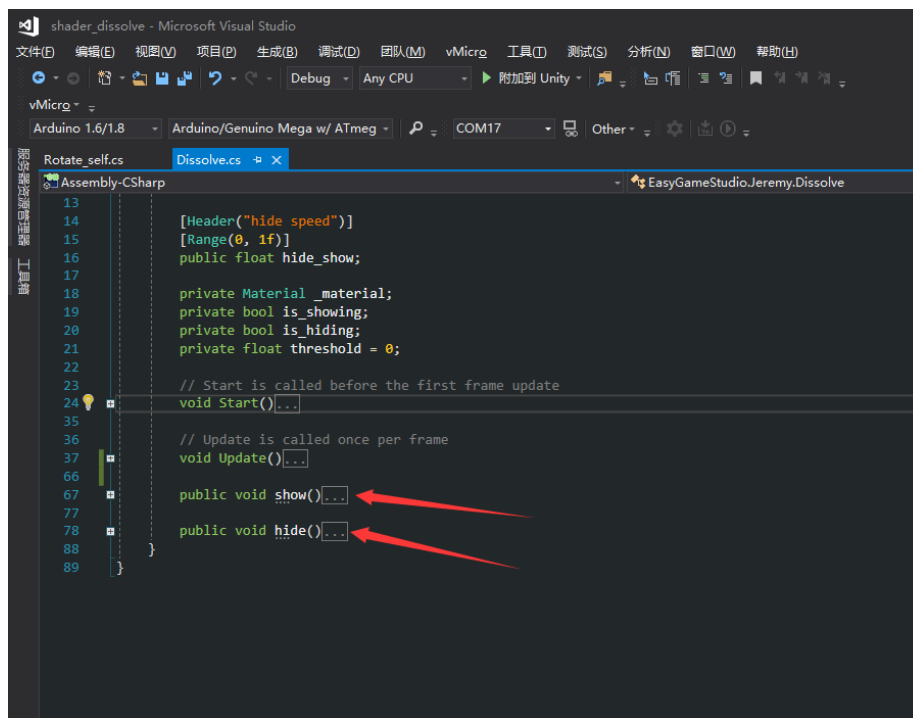 shader_dissolve - Microsoft Visual Studio
文件(F) 编辑(E) 视图(V) 项目(P) 生成(B) 调试(D) 团队(M) vMicro 工具(T) 测试(S) 分析(N) 窗口(W) 帮助(H)
Debug Any CPU 附加到 Unity
vMicro
Arduino 1.6/1.8 Arduino/Genuino Mega w/ ATmeg COM17 Other
服务器资源管理器
工具箱
Rotate_self.cs Dissolve.cs
Assembly-CSharp EasyGameStudio.Jeremy.Dissolve
13
14 [Header("hide speed")]
15 [Range(0, 1f)]
16 public float hide_show;
17
18 private Material _material;
19 private bool is_showing;
20 private bool is_hiding;
21 private float threshold = 0;
22
23 // Start is called before the first frame update
24 void Start()...
35
36 // Update is called once per frame
37 void Update()...
66
67 public void show()...
77
78 public void hide()...
88 }
89 }